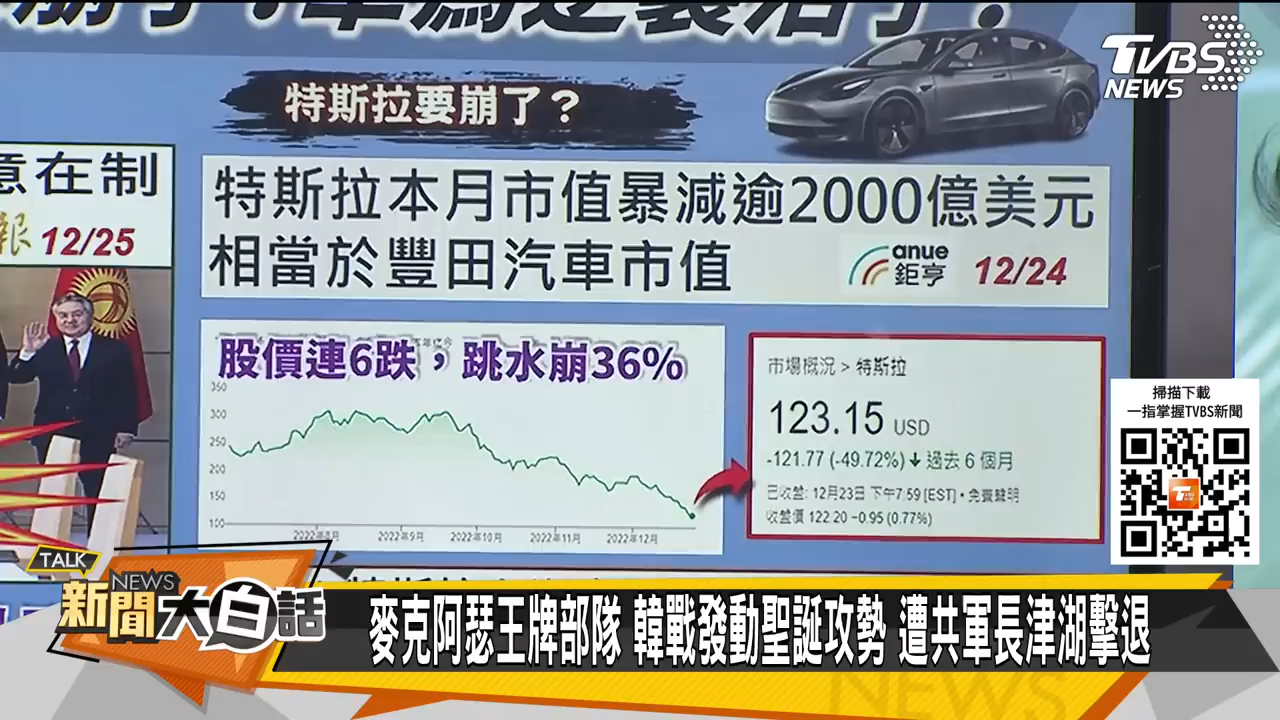 TVBS
NEWS
特斯拉要崩了？
意在制
報 12/25
特斯拉本月市值暴減逾2000億美元
相當於豐田汽車市值
anue
鉅亨 12/24
股價連6跌，跳水崩36%
350
300
250
200
150
100
2022年8月 2022年9月 2022年10月 2022年11月 2022年12月
市場概況 > 特斯拉
123.15 USD
-121.77 (-49.72%) ↓ 過去 6 個月
已收盤: 12月23日 下午7:59 [EST] • 免責聲明
收盤價 122.20 −0.95 (0.77%)
掃描下載
一指掌握TVBS新聞
TALK
NEWS
新聞大白話
麥克阿瑟王牌部隊 韓戰發動聖誕攻勢 遭共軍長津湖擊退
NEWS